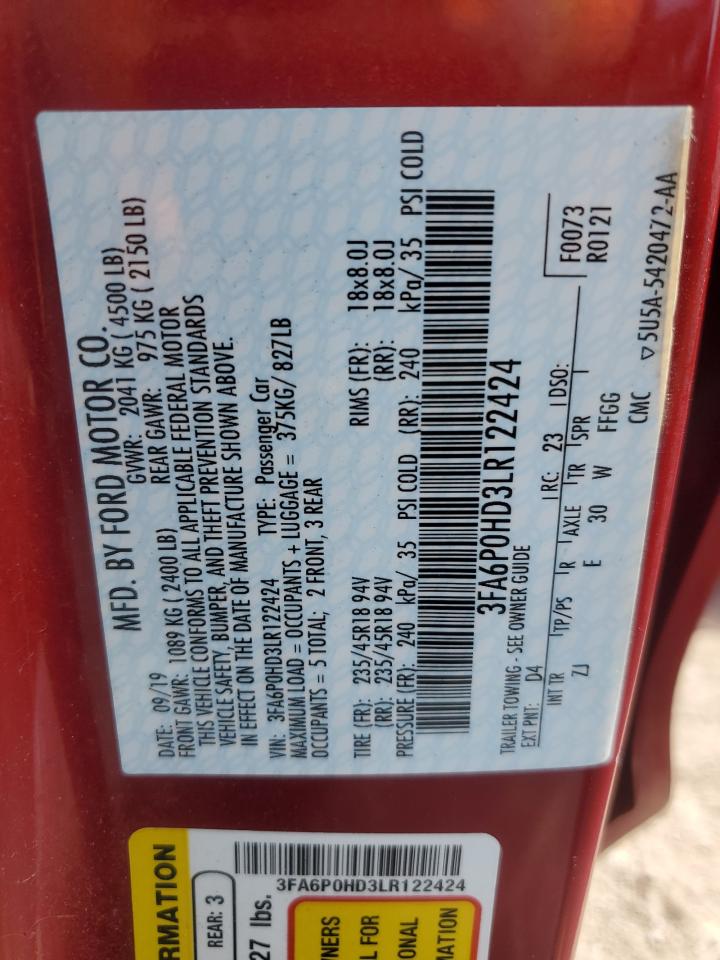 MFD. BY FORD MOTOR CO.
DATE: 09/19 GVWR: 2041 KG ( 4500 LB)
FRONT GAWR: 1089 KG ( 2400 LB) REAR GAWR: 975 KG ( 2150 LB)
THIS VEHICLE CONFORMS TO ALL APPLICABLE FEDERAL MOTOR
VEHICLE SAFETY, BUMPER, AND THEFT PREVENTION STANDARDS
IN EFFECT ON THE DATE OF MANUFACTURE SHOWN ABOVE.
VIN: 3FA6P0HD3LR122424 TYPE: Passenger Car
MAXIMUM LOAD = OCCUPANTS + LUGGAGE = 375KG/ 827LB
OCCUPANTS = 5 TOTAL; 2 FRONT, 3 REAR
TIRE (FR): 235/45R18 94V RIMS (FR): 18x8.0J
(RR): 235/45R18 94V (RR): 18x8.0J
PRESSURE (FR): 240 kPa/ 35 PSI COLD (RR): 240 kPa/ 35 PSI COLD
3FA6P0HD3LR122424
TRAILER TOWING - SEE OWNER GUIDE
EXT PNT: D4 RC: 23 DSO: F0073
R0121
INT TR TP/PS R AXLE TR SPR
ZJ E 30 W FFGG
CMC
▽5U5A-5420472-AA
RMATION
REAR: 3
27 lbs.
3FA6P0HD3LR122424
WNERS
L FOR
ONAL
MATION